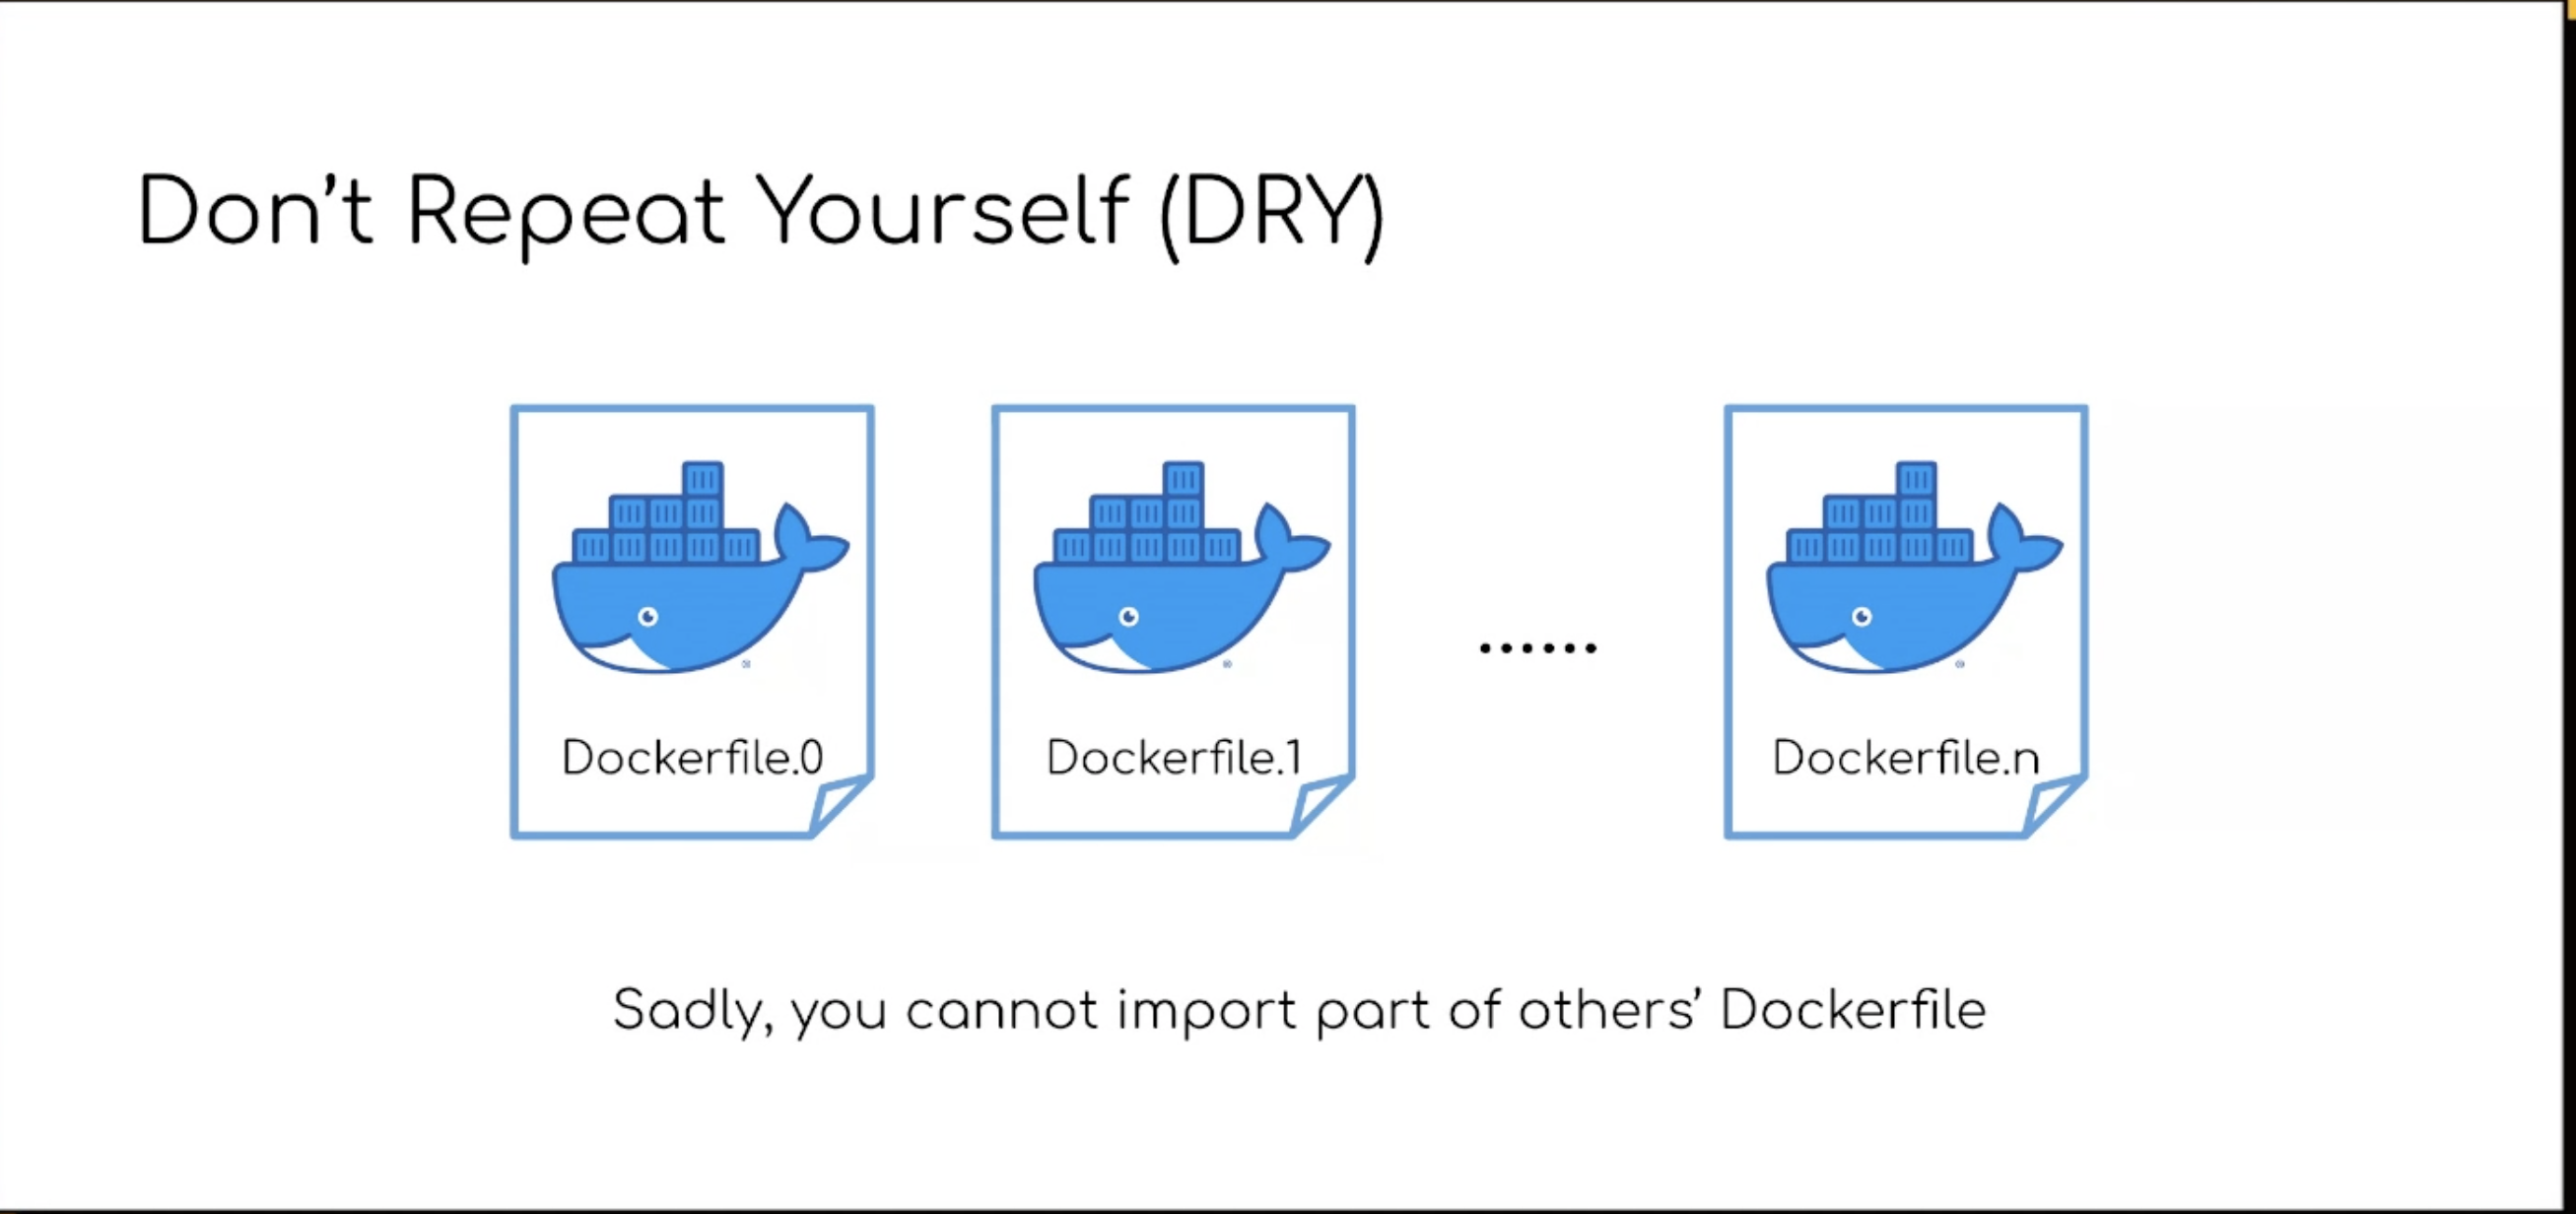 Don't Repeat Yourself (DRY)
Dockerfile.0
Dockerfile.1
......
Dockerfile.n
Sadly, you cannot import part of others' Dockerfile